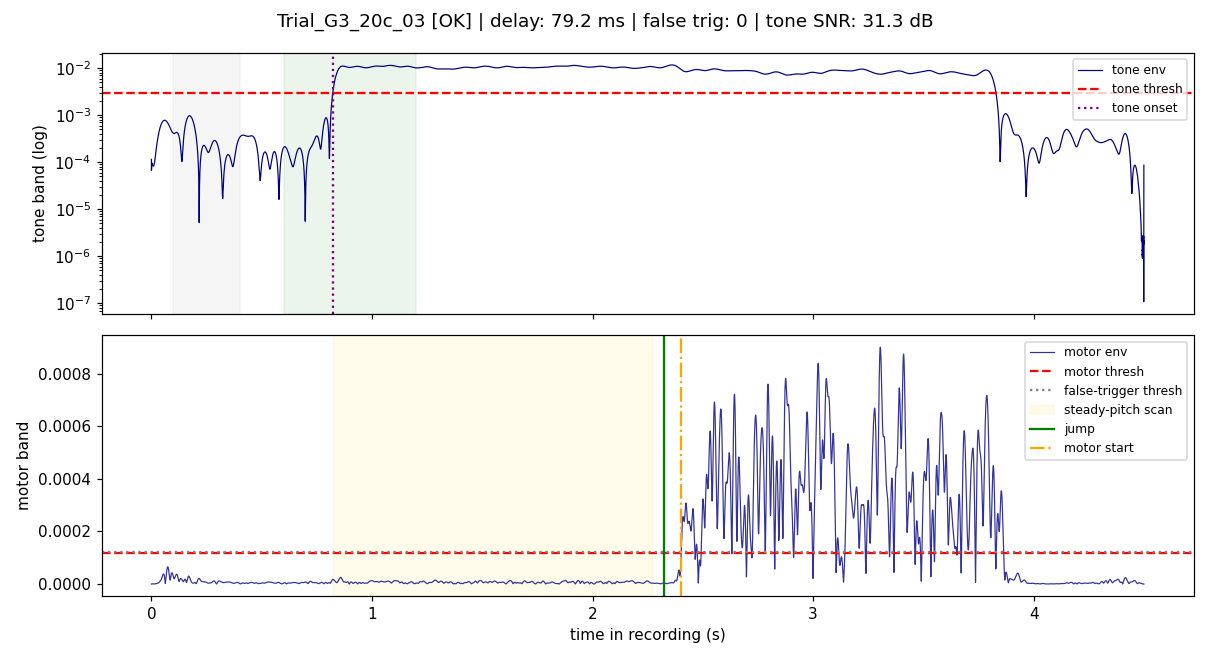 Trial_G3_20c_03 [OK] | delay: 79.2 ms | false trig: 0 | tone SNR: 31.3 dB
tone band (log)
10⁻²
10⁻³
10⁻⁴
10⁻⁵
10⁻⁶
10⁻⁷
tone env
tone thresh
tone onset
motor band
0.0008
0.0006
0.0004
0.0002
0.0000
motor env
motor thresh
false-trigger thresh
steady-pitch scan
jump
motor start
0 1 2 3 4
time in recording (s)